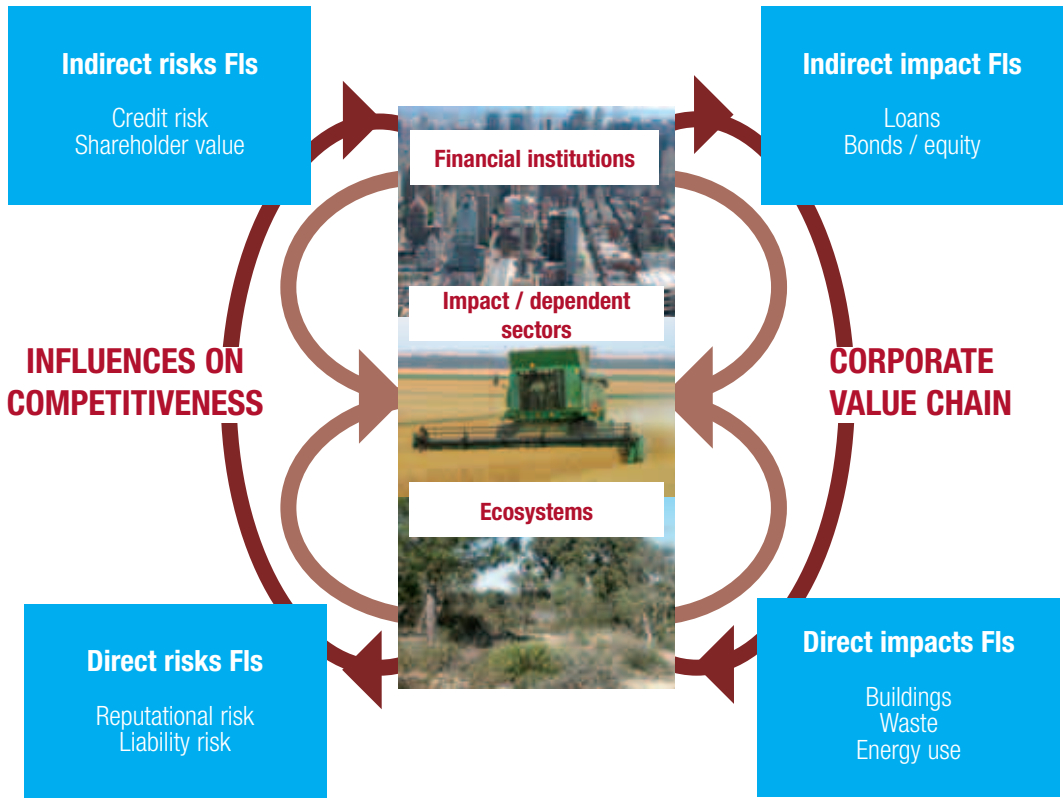 Indirect risks FIs
Credit risk
Shareholder value
Indirect impact FIs
Loans
Bonds / equity
Financial institutions
Impact / dependent
sectors
INFLUENCES ON
COMPETITIVENESS
CORPORATE
VALUE CHAIN
Ecosystems
Direct risks FIs
Reputational risk
Liability risk
Direct impacts FIs
Buildings
Waste
Energy use